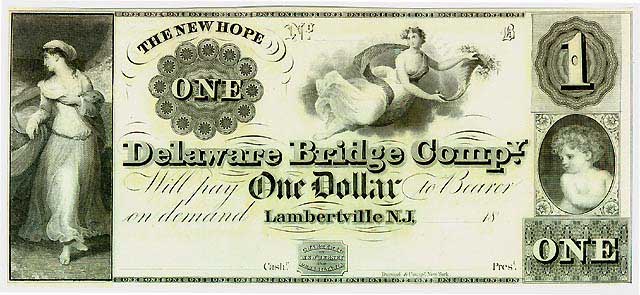 THE NEW HOPE
No. B
ONE
1
Delaware Bridge Compy.
Will pay One Dollar to Bearer
on demand Lambertville N.J, 18
ONE
Cashr. Prest.